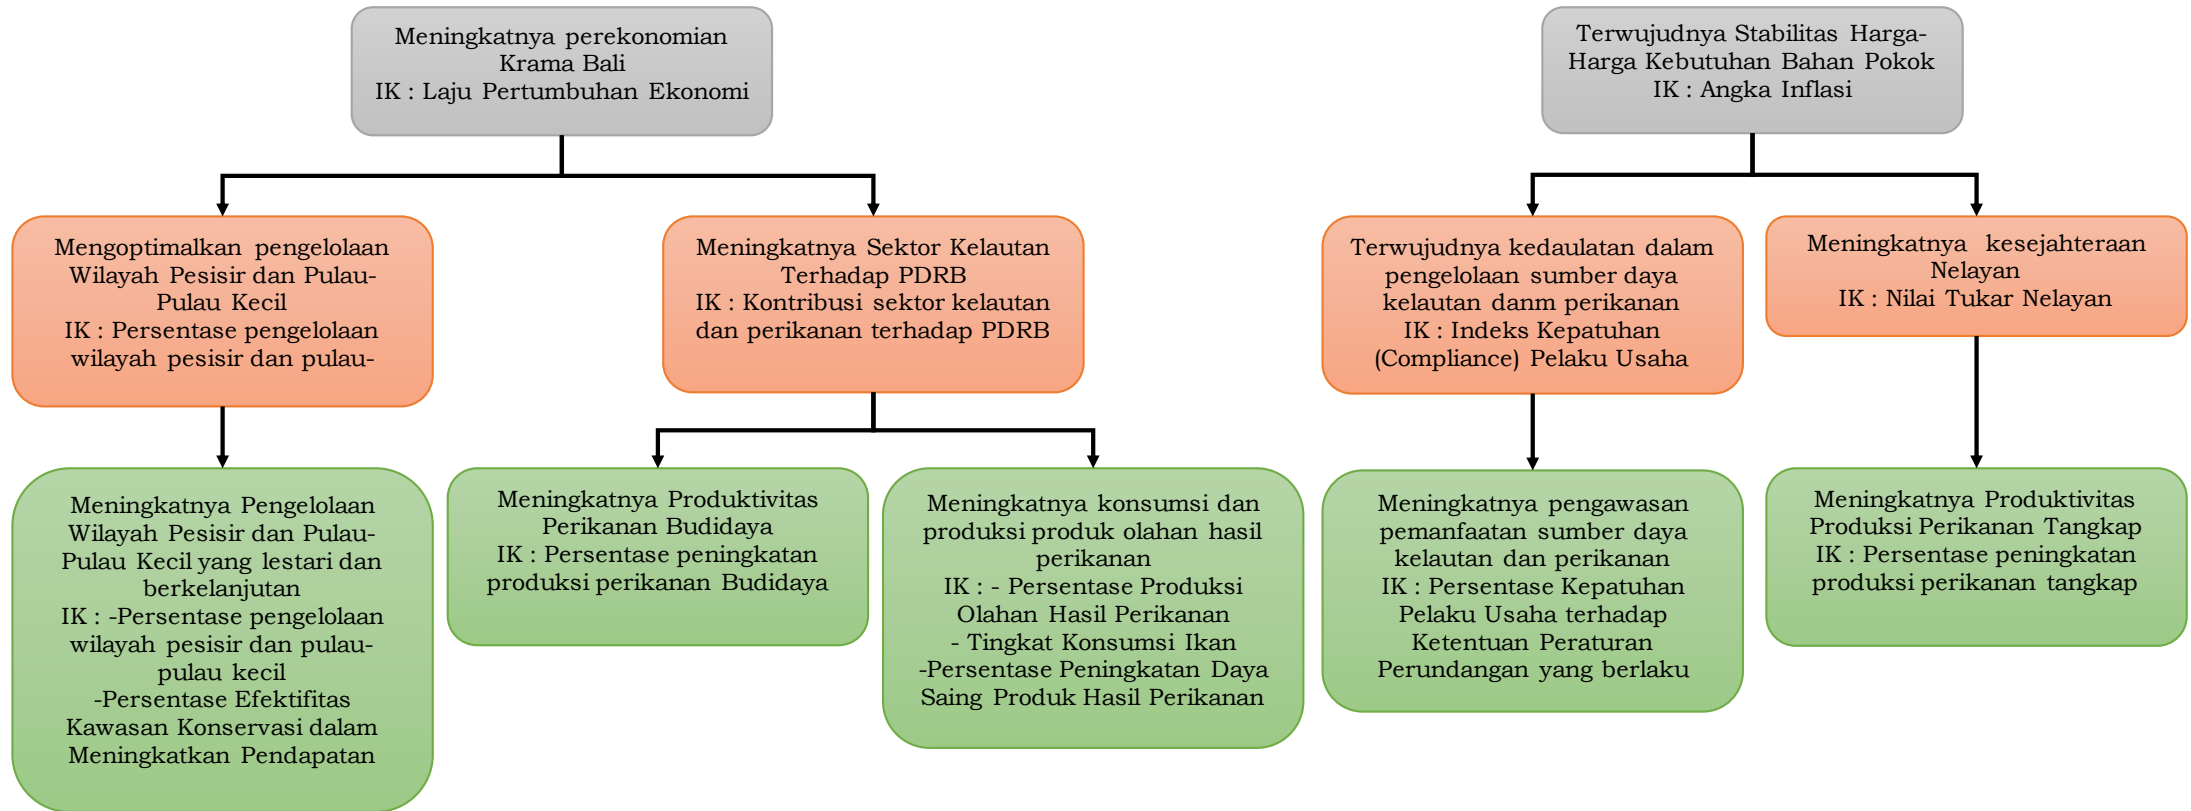 Meningkatnya perekonomian
Krama Bali
IK : Laju Pertumbuhan Ekonomi
Terwujudnya Stabilitas Harga-
Harga Kebutuhan Bahan Pokok
IK : Angka Inflasi
Mengoptimalkan pengelolaan
Wilayah Pesisir dan Pulau-
Pulau Kecil
IK : Persentase pengelolaan
wilayah pesisir dan pulau-
Meningkatnya Sektor Kelautan
Terhadap PDRB
IK : Kontribusi sektor kelautan
dan perikanan terhadap PDRB
Terwujudnya kedaulatan dalam
pengelolaan sumber daya
kelautan danm perikanan
IK : Indeks Kepatuhan
(Compliance) Pelaku Usaha
Meningkatnya kesejahteraan
Nelayan
IK : Nilai Tukar Nelayan
Meningkatnya Pengelolaan
Wilayah Pesisir dan Pulau-
Pulau Kecil yang lestari dan
berkelanjutan
IK : -Persentase pengelolaan
wilayah pesisir dan pulau-
pulau kecil
-Persentase Efektifitas
Kawasan Konservasi dalam
Meningkatkan Pendapatan
Meningkatnya Produktivitas
Perikanan Budidaya
IK : Persentase peningkatan
produksi perikanan Budidaya
Meningkatnya konsumsi dan
produksi produk olahan hasil
perikanan
IK : - Persentase Produksi
Olahan Hasil Perikanan
- Tingkat Konsumsi Ikan
-Persentase Peningkatan Daya
Saing Produk Hasil Perikanan
Meningkatnya pengawasan
pemanfaatan sumber daya
kelautan dan perikanan
IK : Persentase Kepatuhan
Pelaku Usaha terhadap
Ketentuan Peraturan
Perundangan yang berlaku
Meningkatnya Produktivitas
Produksi Perikanan Tangkap
IK : Persentase peningkatan
produksi perikanan tangkap